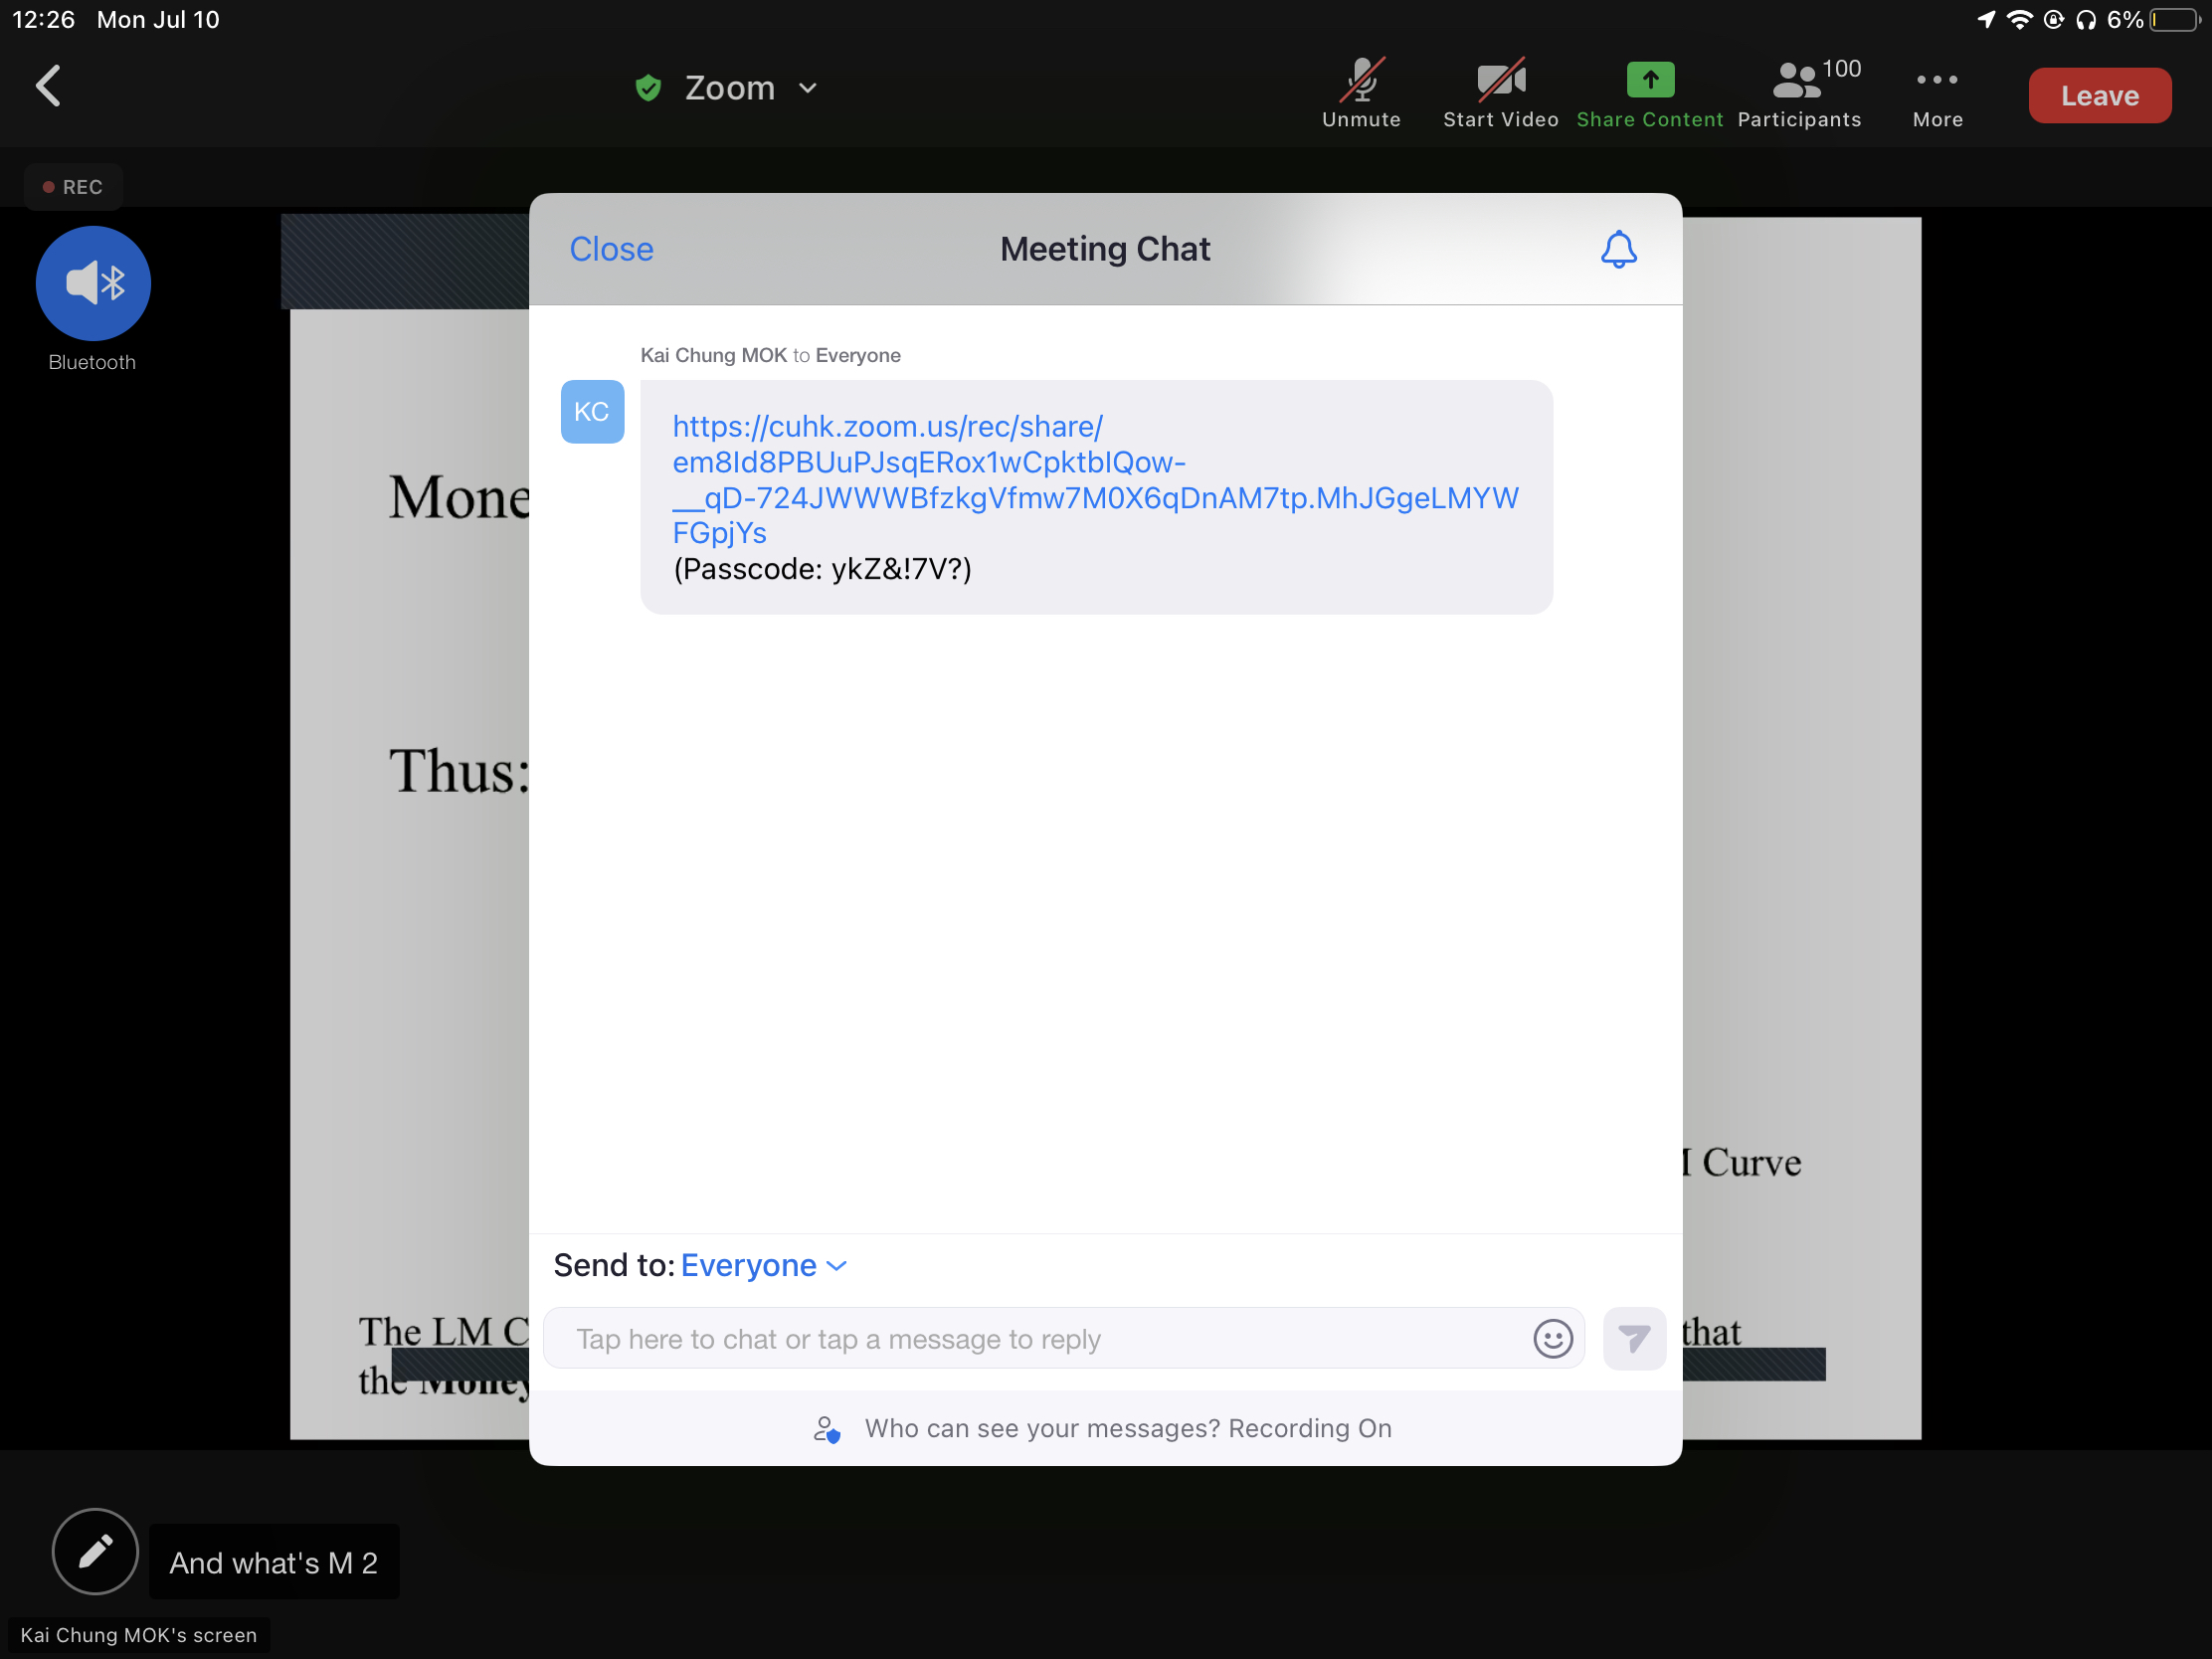 12:26 Mon Jul 10
6%
Zoom
Unmute
Start Video
Share Content
100
Participants
More
Leave
REC
Bluetooth
Close
Meeting Chat
Kai Chung MOK to Everyone
KC
https://cuhk.zoom.us/rec/share/
em8Id8PBUuPJsqERox1wCpktbIQow-
__qD-724JWWWBfzkgVfmw7M0X6qDnAM7tp.MhJGgeLMYW
FGpjYs
(Passcode: ykZ&!7V?)
Thus:
Curve
The LM
that
the Money
Send to: Everyone
Tap here to chat or tap a message to reply
Who can see your messages? Recording On
And what's M 2
Kai Chung MOK's screen